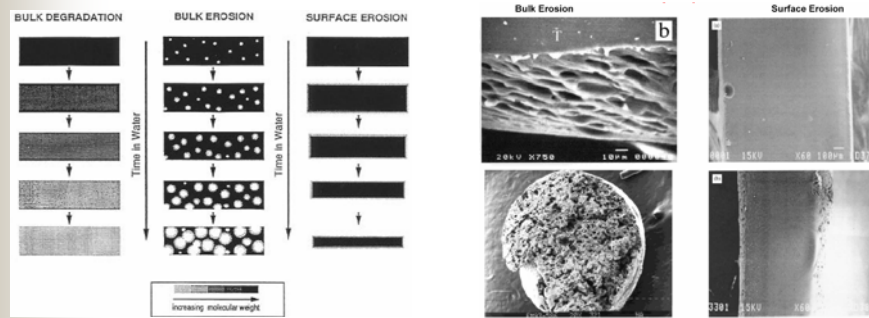 BULK DEGRADATION
BULK EROSION
SURFACE EROSION
Time in Water
Time in Water
increasing molecular weight
Bulk Erosion
Surface Erosion
T
b
20kV X750 10µm
(a)
15KV X60 100µm
(b)
3301 15KV X60